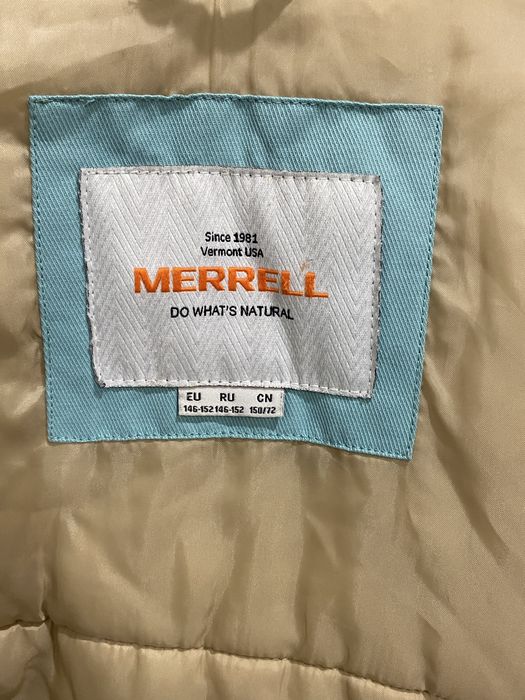 Since 1981
Vermont USA
MERRELL
DO WHAT'S NATURAL
EU RU CN
146-152 146-152 150/72